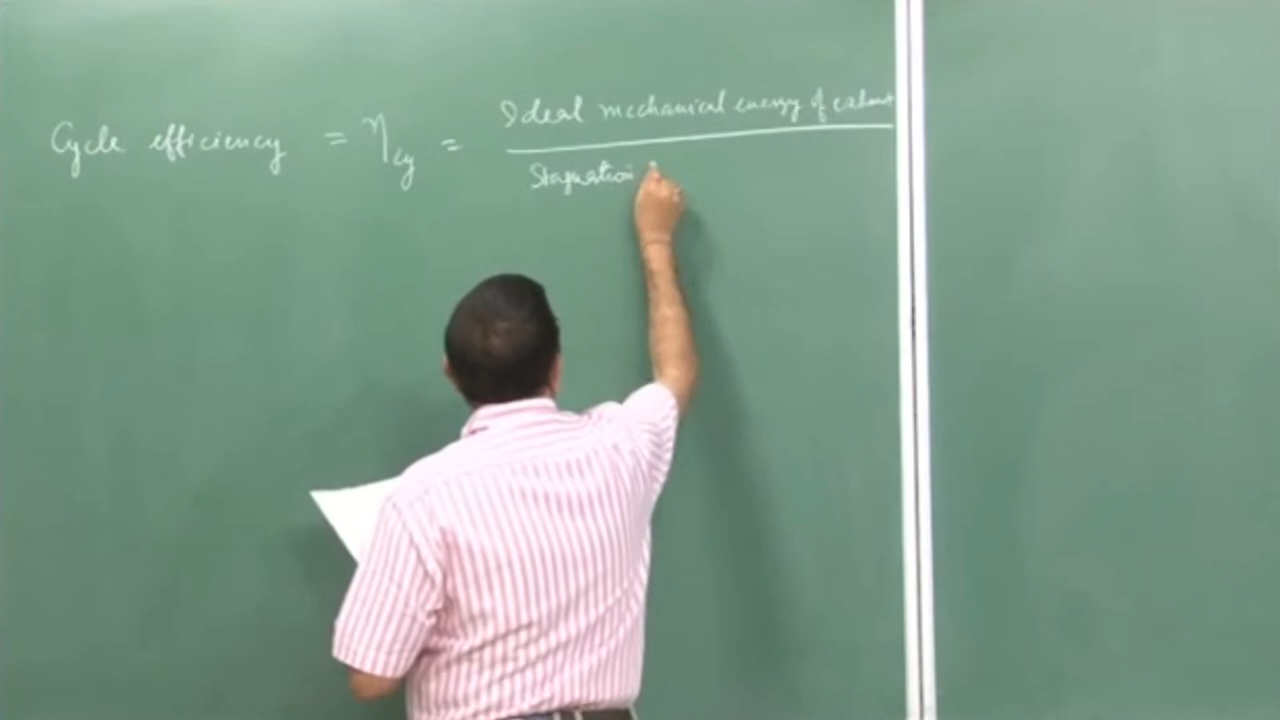 Cycle efficiency = η_cy =
Ideal mechanical energy of exhaust
Stagnation